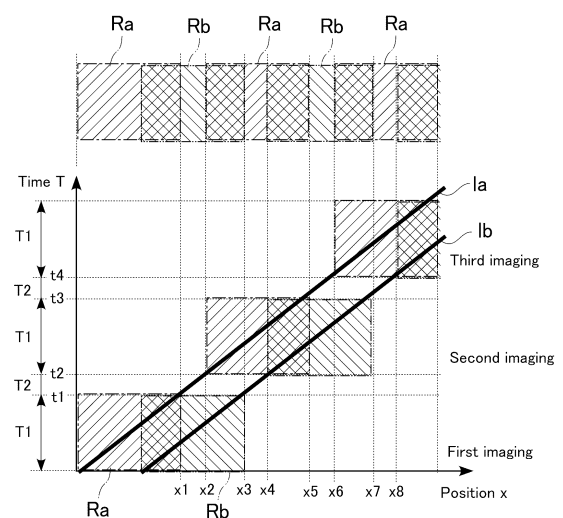 Ra Rb Ra Rb Ra
Time T
Ia
Ib
T1
Third imaging
t4
T2
t3
T1
Second imaging
t2
T2
t1
T1
First imaging
x1 x2 x3 x4 x5 x6 x7 x8
Position x
Ra Rb